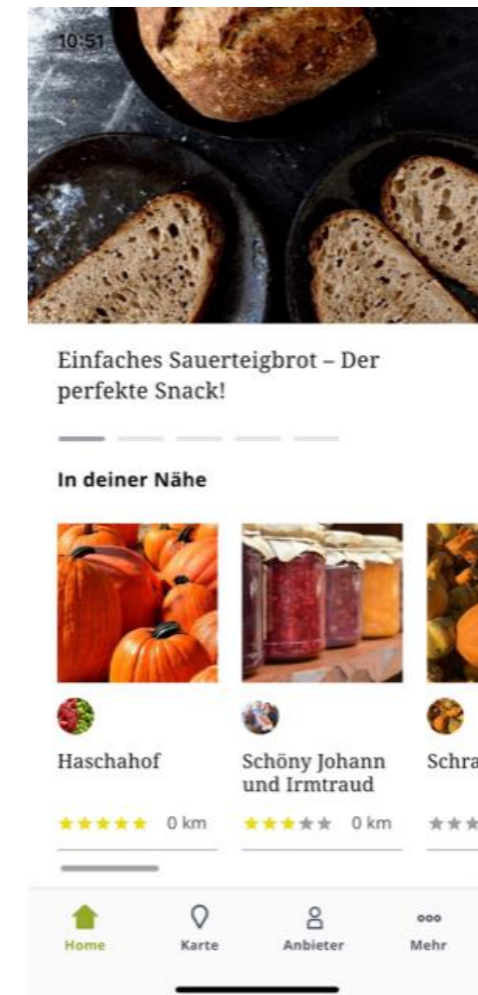 10:51
Einfaches Sauerteigbrot – Der
perfekte Snack!
In deiner Nähe
Haschahof
Schöny Johann
und Irmtraud
Schra
0 km
0 km
Home
Karte
Anbieter
Mehr